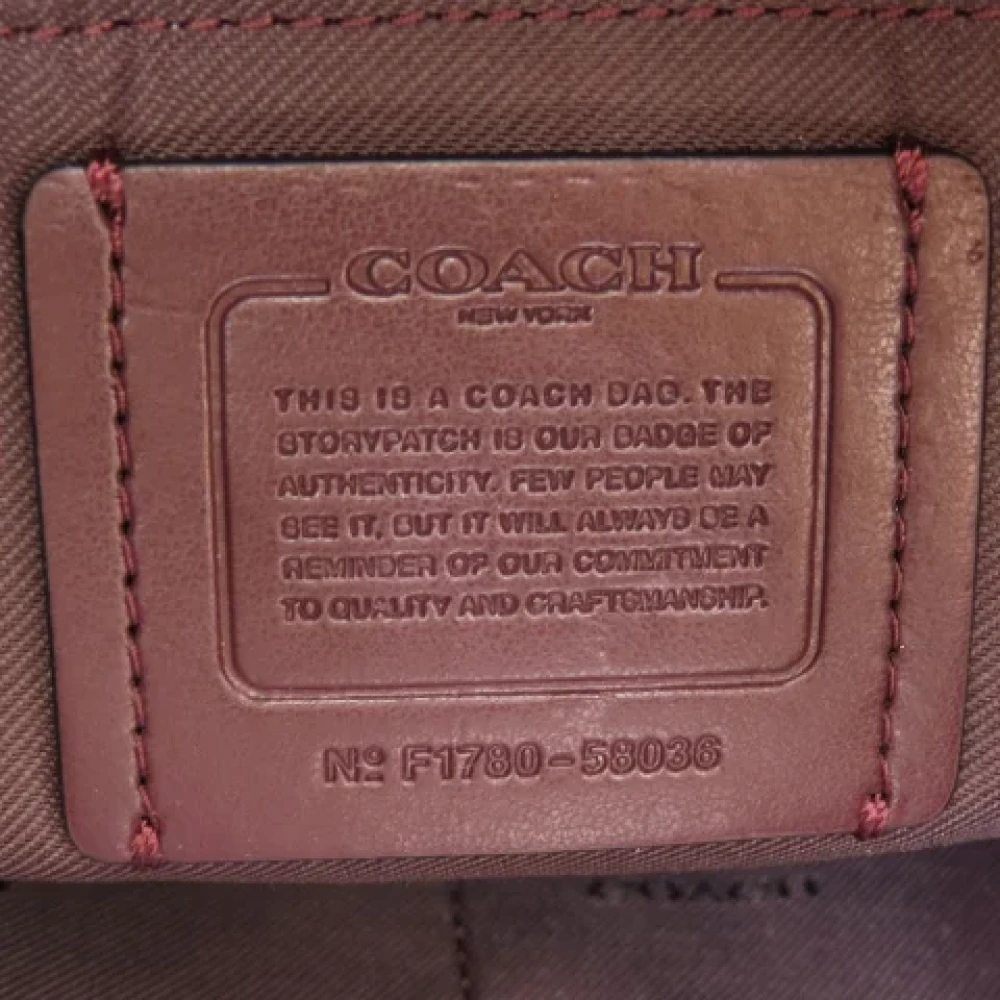 COACH
NEW YORK
THIS IS A COACH BAG. THE
STORYPATCH IS OUR BADGE OF
AUTHENTICITY. FEW PEOPLE MAY
SEE IT, BUT IT WILL ALWAYS BE A
REMINDER OF OUR COMMITMENT
TO QUALITY AND CRAFTSMANSHIP.
Nº F1780-58036
COACH